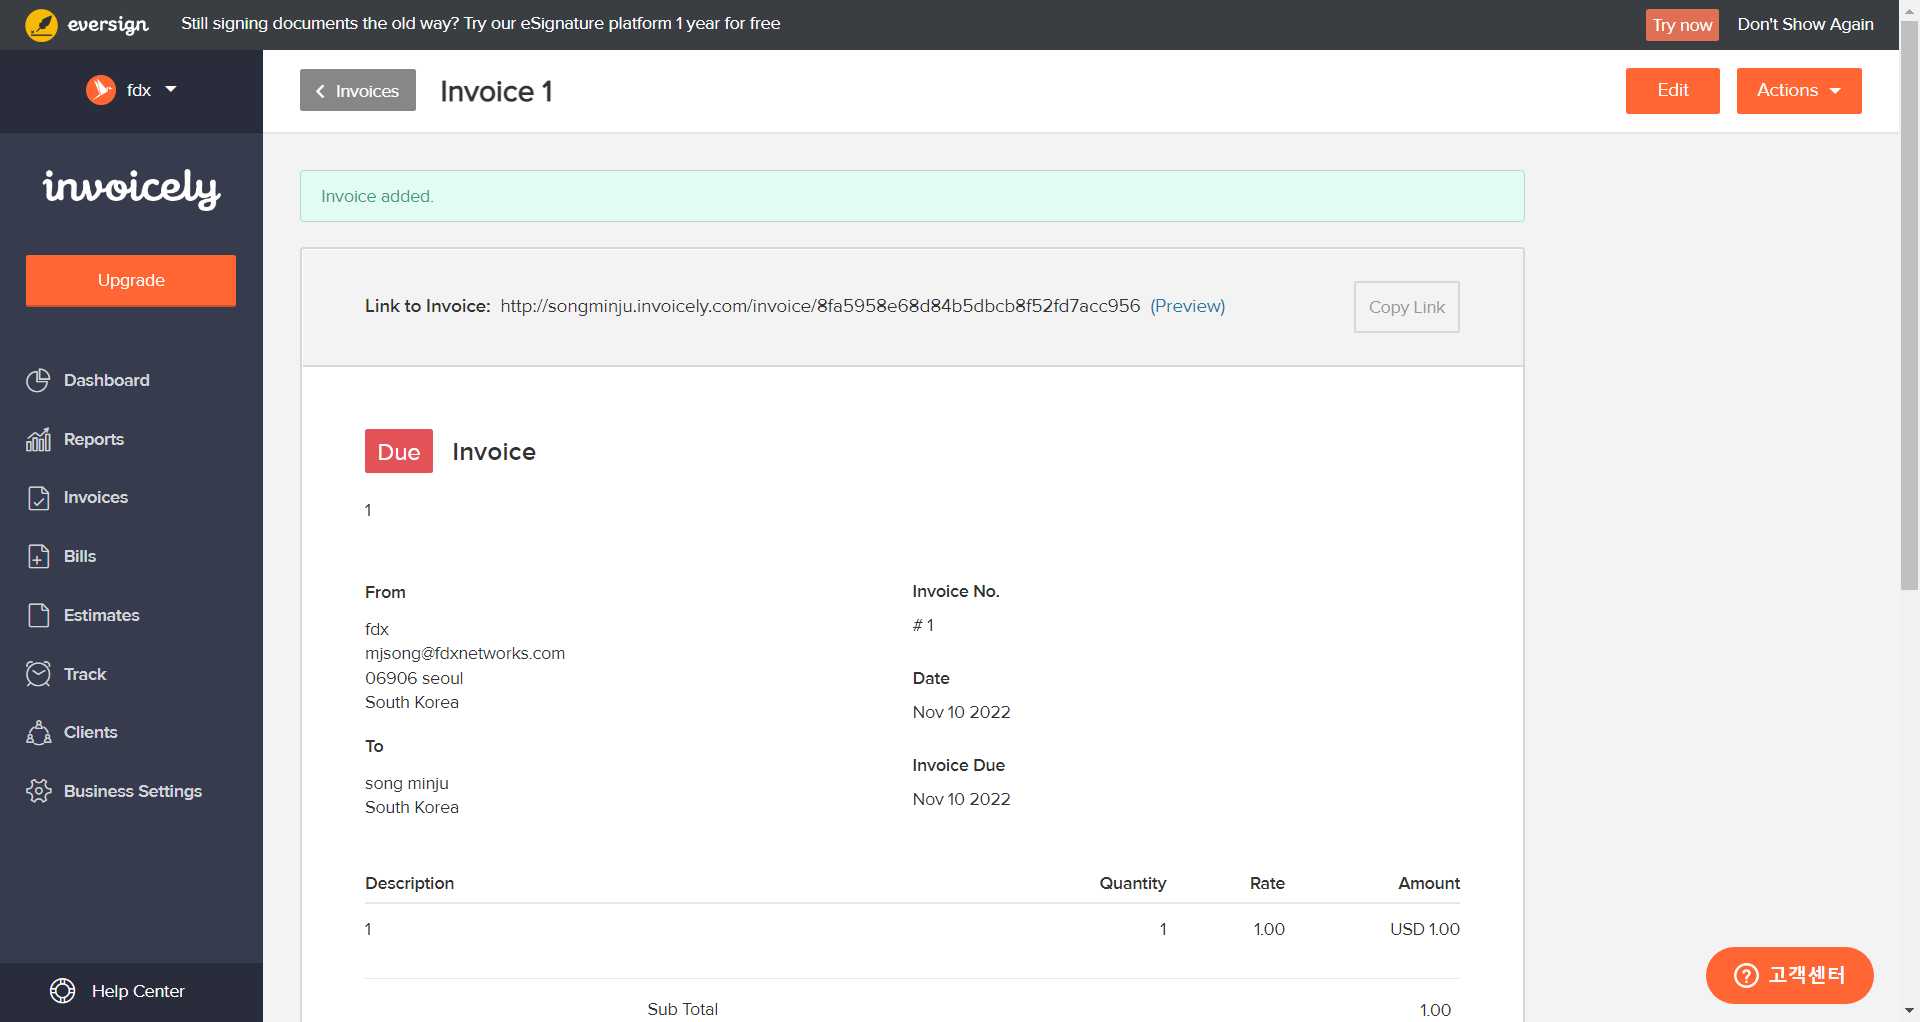 eversign Still signing documents the old way? Try our eSignature platform 1 year for free Try now Don't Show Again
fdx
Invoices Invoice 1 Edit Actions
invoicely
Upgrade
Dashboard
Reports
Invoices
Bills
Estimates
Track
Clients
Business Settings
Help Center
Invoice added.
Link to Invoice: http://songminju.invoicely.com/invoice/8fa5958e68d84b5dbcb8f52fd7acc956 (Preview) Copy Link
Due Invoice
1
From
fdx
mjsong@fdxnetworks.com
06906 seoul
South Korea
To
song minju
South Korea
Invoice No.
# 1
Date
Nov 10 2022
Invoice Due
Nov 10 2022
Description Quantity Rate Amount
1 1 1.00 USD 1.00
Sub Total 1.00
고객센터